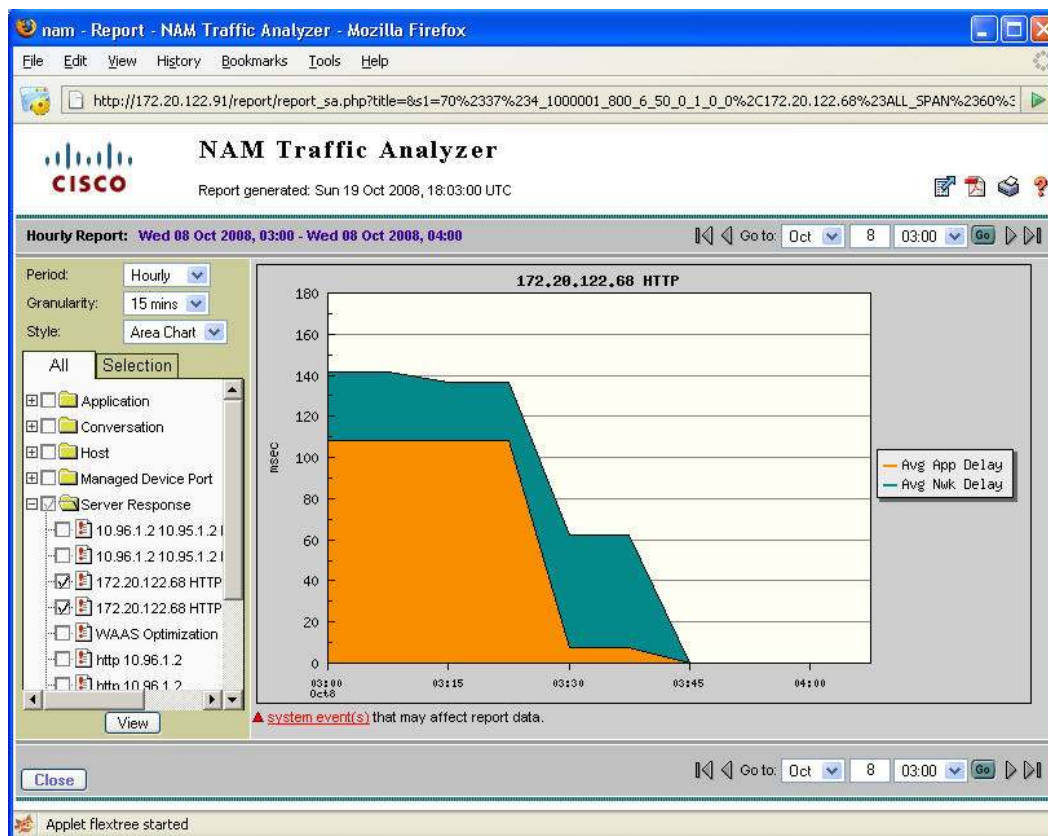 nam - Report - NAM Traffic Analyzer - Mozilla Firefox
File Edit View History Bookmarks Tools Help
http://172.20.122.91/report/report_sa.php?title=&s1=70%2337%234_1000001_800_6_50_0_1_0_0%2C172.20.122.68%23ALL_SPAN%2360%3
CISCO
NAM Traffic Analyzer
Report generated: Sun 19 Oct 2008, 18:03:00 UTC
Hourly Report: Wed 08 Oct 2008, 03:00 - Wed 08 Oct 2008, 04:00
Go to: Oct 8 03:00 Go
Period: Hourly
Granularity: 15 mins
Style: Area Chart
All Selection
Application
Conversation
Host
Managed Device Port
Server Response
10.96.1.2 10.95.1.2
10.96.1.2 10.95.1.2
172.20.122.68 HTTP
172.20.122.68 HTTP
WAAS Optimization
http 10.96.1.2
http 10.96.1.2
View
172.20.122.68 HTTP
180
160
140
120
100
80
60
40
20
0
msec
03:00 03:15 03:30 03:45 04:00
Oct8
Avg App Delay
Avg Nwk Delay
system event(s) that may affect report data.
Close
Go to: Oct 8 03:00 Go
Applet flextree started